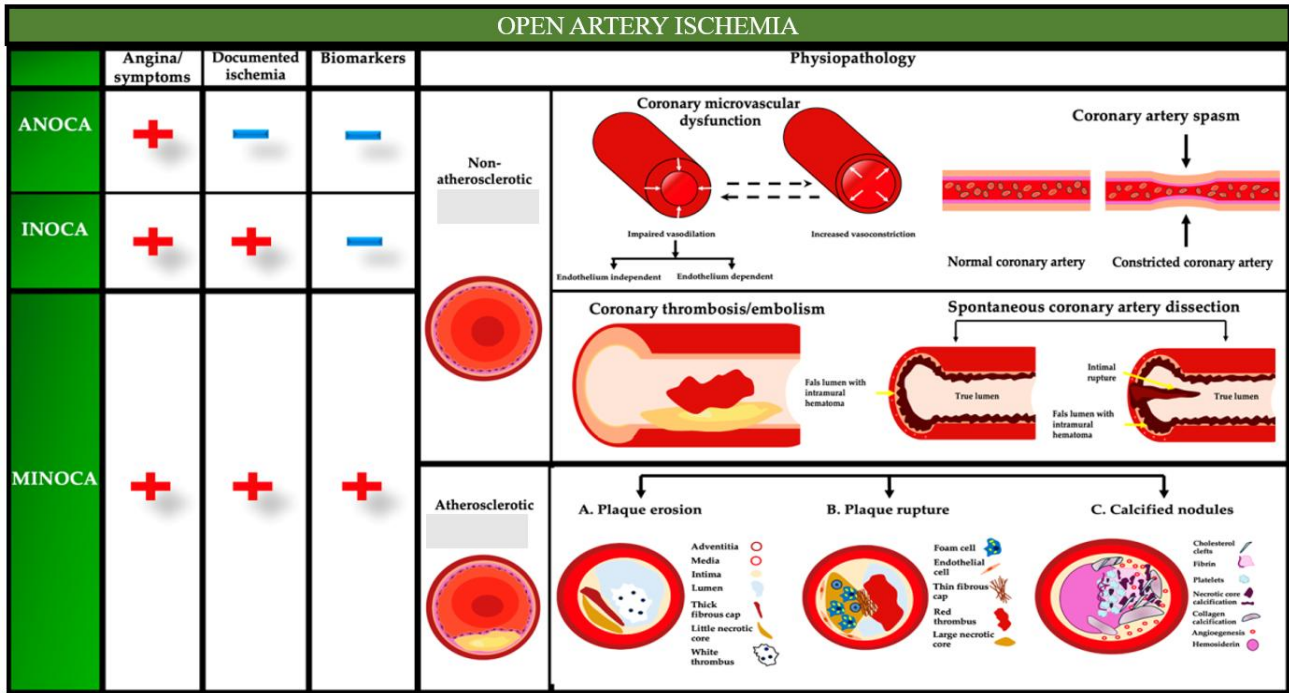 OPEN ARTERY ISCHEMIA
Angina/
symptoms
Documented
ischemia
Biomarkers
Physiopathology
ANOCA
INOCA
MINOCA
Non-
atherosclerotic
Coronary microvascular
dysfunction
Impaired vasodilation
Increased vasoconstriction
Endothelium independent
Endothelium dependent
Coronary artery spasm
Normal coronary artery
Constricted coronary artery
Coronary thrombosis/embolism
Spontaneous coronary artery dissection
Fals lumen with
intramural
hematoma
True lumen
Intimal
rupture
True lumen
Fals lumen with
intramural
hematoma
Atherosclerotic
A. Plaque erosion
Adventitia
Media
Intima
Lumen
Thick
fibrous cap
Little necrotic
core
White
thrombus
B. Plaque rupture
Foam cell
Endothelial
cell
Thin fibrous
cap
Red
thrombus
Large necrotic
core
C. Calcified nodules
Cholesterol
clefts
Fibrin
Platelets
Necrotic core
calcification
Collagen
calcification
Angioegenesis
Hemosiderin